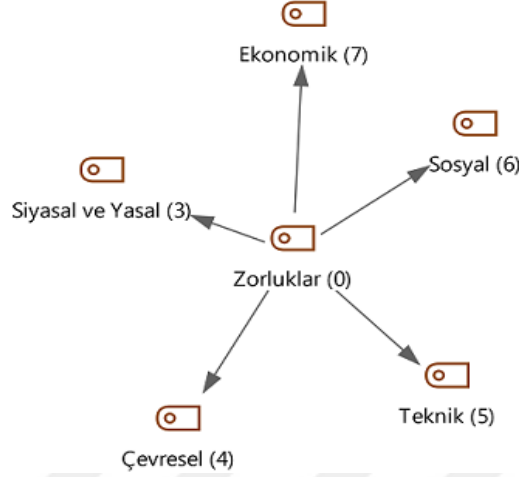 Ekonomik (7)
Sosyal (6)
Siyasal ve Yasal (3)
Zorluklar (0)
Teknik (5)
Çevresel (4)